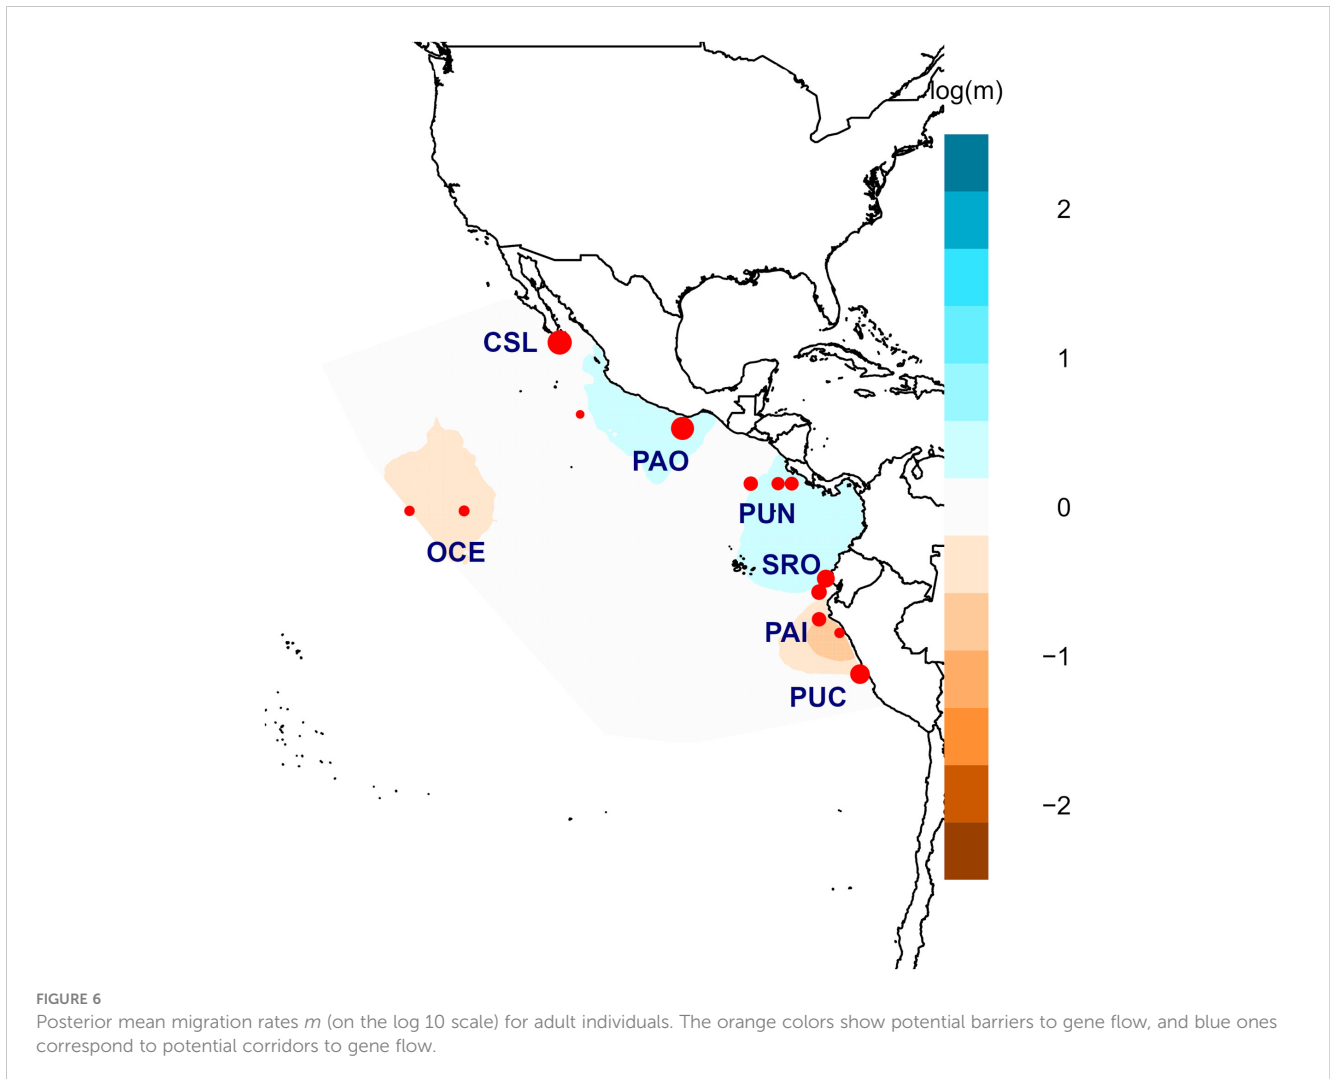 log(m)
2
1
0
−1
−2
CSL
PAO
PUN
OCE
SRO
PAI
PUC
FIGURE 6
Posterior mean migration rates m (on the log 10 scale) for adult individuals. The orange colors show potential barriers to gene flow, and blue ones
correspond to potential corridors to gene flow.